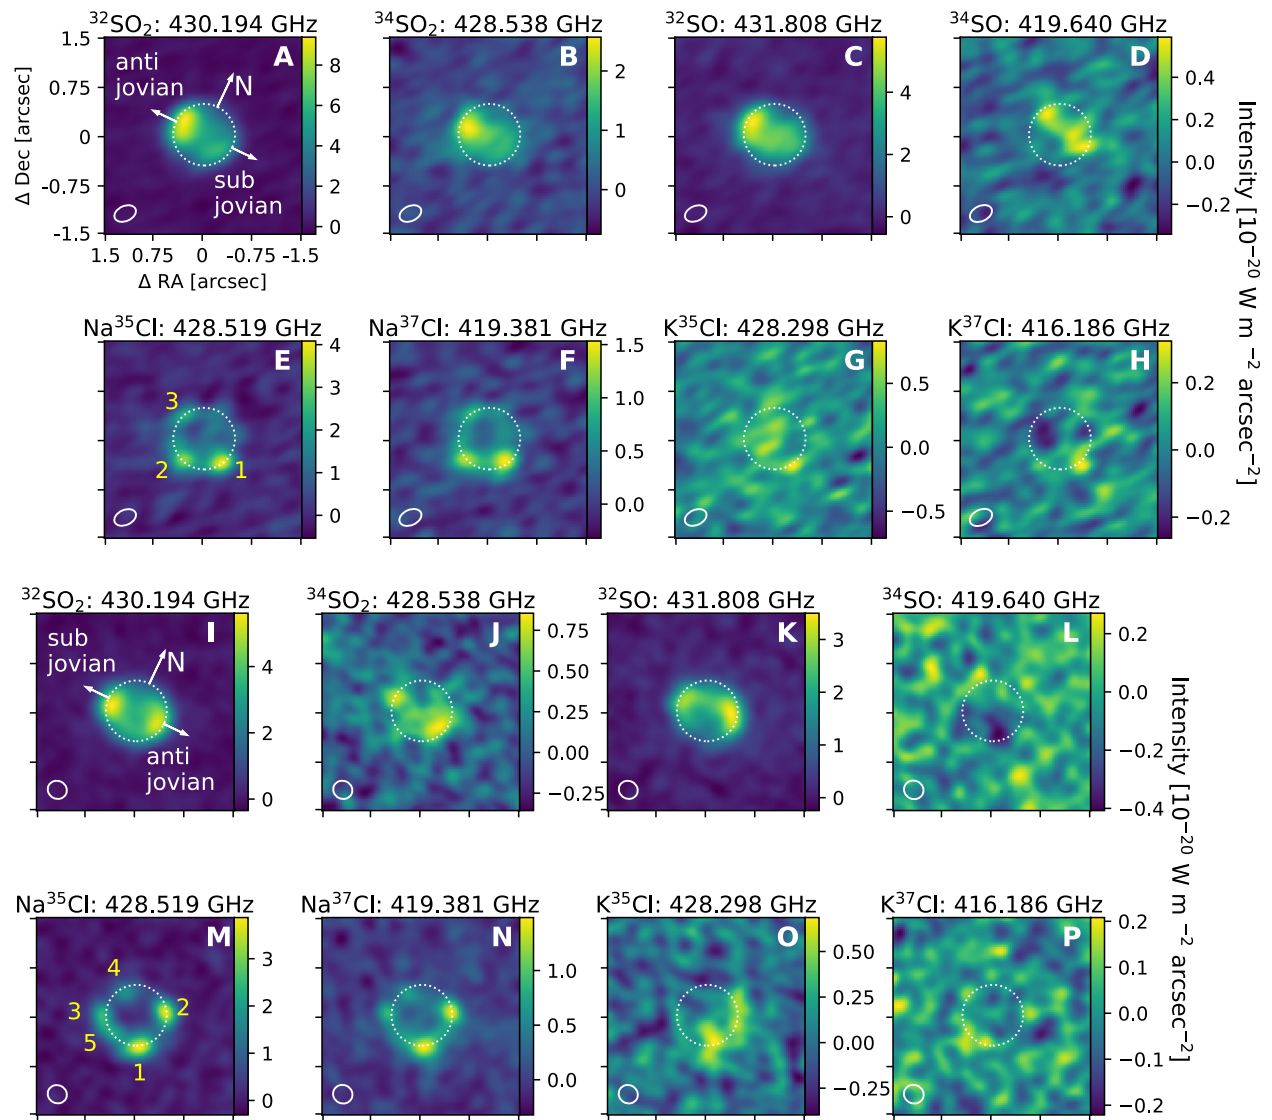 ³²SO₂: 430.194 GHz
³⁴SO₂: 428.538 GHz
³²SO: 431.808 GHz
³⁴SO: 419.640 GHz
A
anti
jovian
N
sub
jovian
1.5
0.75
0
-0.75
-1.5
Δ Dec [arcsec]
1.5 0.75 0 -0.75 -1.5
Δ RA [arcsec]
8
6
4
2
0
B
2
1
0
C
4
2
0
D
0.4
0.2
0.0
−0.2
Intensity [10⁻²⁰ W m ⁻² arcsec⁻²]
Na³⁵Cl: 428.519 GHz
Na³⁷Cl: 419.381 GHz
K³⁵Cl: 428.298 GHz
K³⁷Cl: 416.186 GHz
E
3
2
1
4
3
2
1
0
F
1.5
1.0
0.5
0.0
G
0.5
0.0
−0.5
H
0.2
0.0
−0.2
³²SO₂: 430.194 GHz
³⁴SO₂: 428.538 GHz
³²SO: 431.808 GHz
³⁴SO: 419.640 GHz
I
sub
jovian
N
anti
jovian
4
2
0
J
0.75
0.50
0.25
0.00
−0.25
K
3
2
1
0
L
0.2
0.0
−0.2
−0.4
Intensity [10⁻²⁰ W m ⁻² arcsec⁻²]
Na³⁵Cl: 428.519 GHz
Na³⁷Cl: 419.381 GHz
K³⁵Cl: 428.298 GHz
K³⁷Cl: 416.186 GHz
M
4
3
2
5
1
3
2
1
0
N
1.0
0.5
0.0
O
0.50
0.25
0.00
−0.25
P
0.2
0.1
0.0
−0.1
−0.2